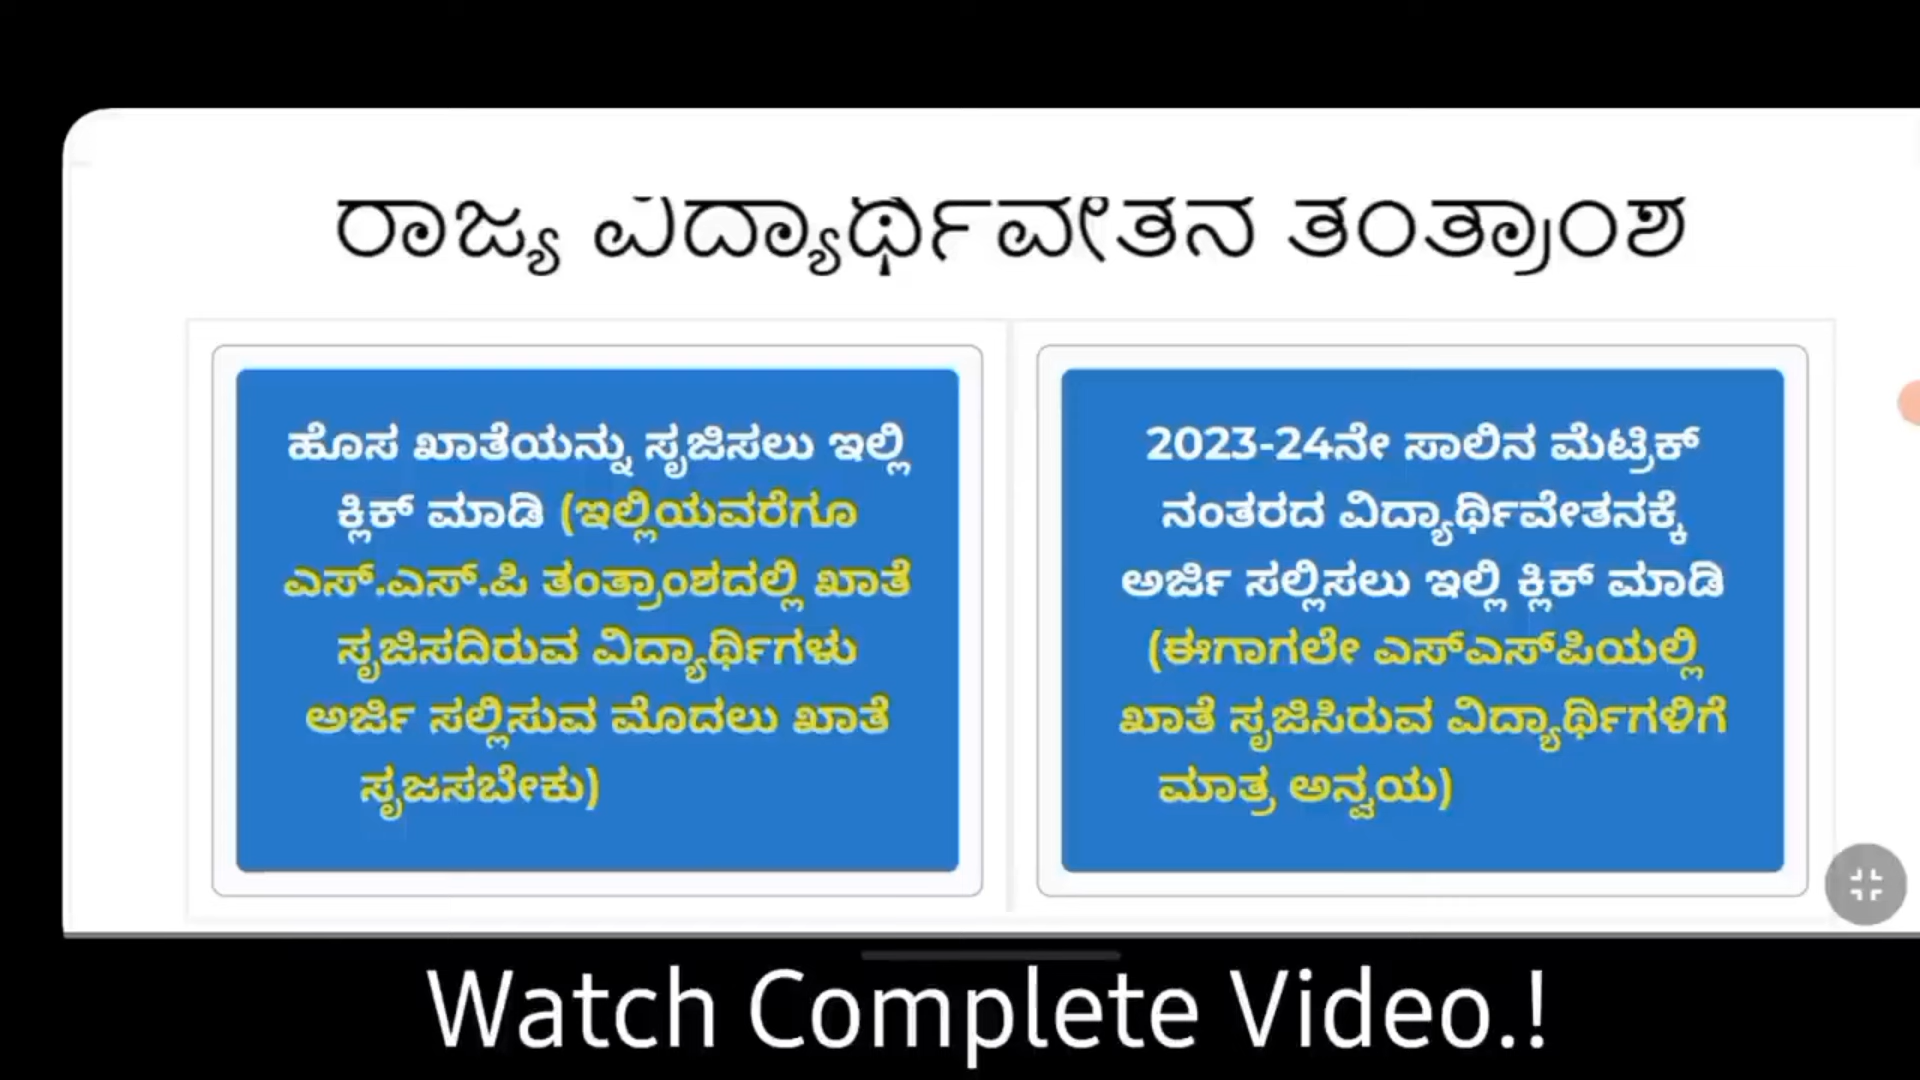 ರಾಜ್ಯ ವಿದ್ಯಾರ್ಥಿವೇತನ ತಂತ್ರಾಂಶ
ಹೊಸ ಖಾತೆಯನ್ನು ಸೃಜಿಸಲು ಇಲ್ಲಿ
ಕ್ಲಿಕ್ ಮಾಡಿ (ಇಲ್ಲಿಯವರೆಗೂ
ಎಸ್.ಎಸ್.ಪಿ ತಂತ್ರಾಂಶದಲ್ಲಿ ಖಾತೆ
ಸೃಜಿಸದಿರುವ ವಿದ್ಯಾರ್ಥಿಗಳು
ಅರ್ಜಿ ಸಲ್ಲಿಸುವ ಮೊದಲು ಖಾತೆ
ಸೃಜಸಬೇಕು)
2023-24ನೇ ಸಾಲಿನ ಮೆಟ್ರಿಕ್
ನಂತರದ ವಿದ್ಯಾರ್ಥಿವೇತನಕ್ಕೆ
ಅರ್ಜಿ ಸಲ್ಲಿಸಲು ಇಲ್ಲಿ ಕ್ಲಿಕ್ ಮಾಡಿ
(ಈಗಾಗಲೇ ಎಸ್ಎಸ್‌ಪಿಯಲ್ಲಿ
ಖಾತೆ ಸೃಜಿಸಿರುವ ವಿದ್ಯಾರ್ಥಿಗಳಿಗೆ
ಮಾತ್ರ ಅನ್ವಯ)
Watch Complete Video.!